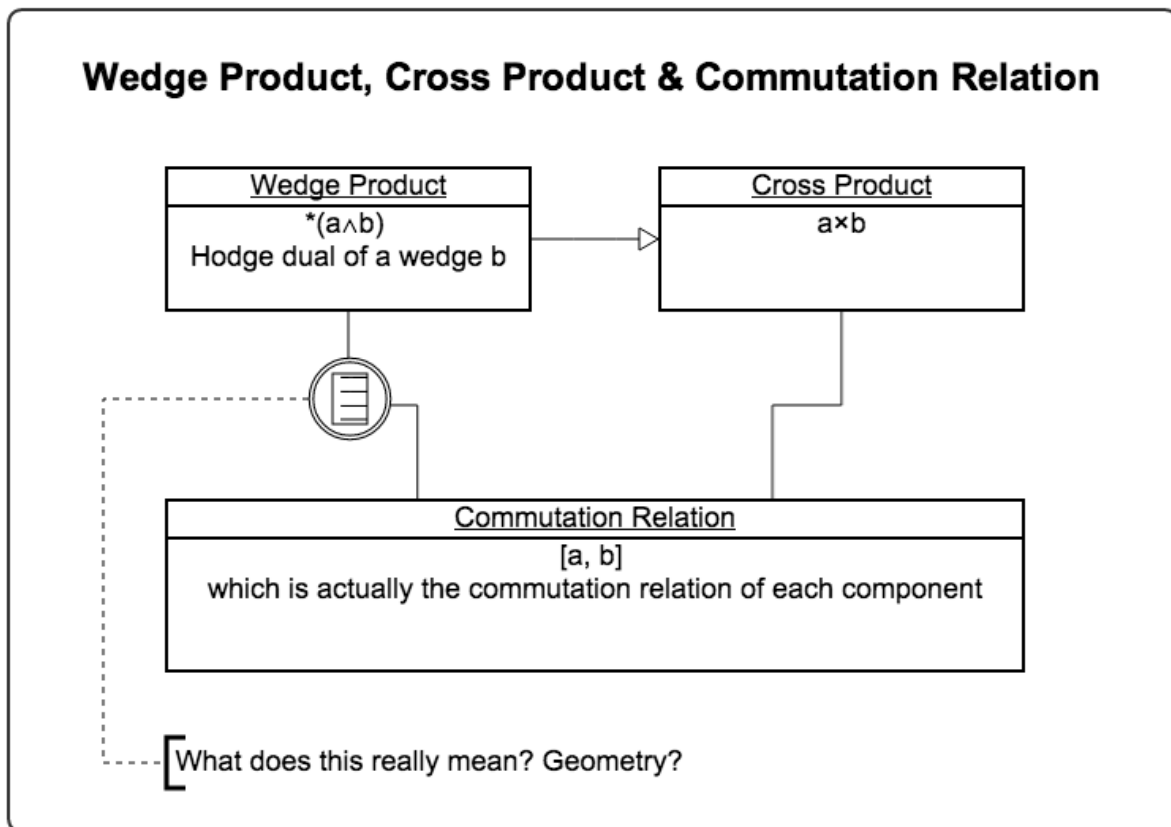 Wedge Product, Cross Product & Commutation Relation
Wedge Product
*(a∧b)
Hodge dual of a wedge b
Cross Product
a×b
Commutation Relation
[a, b]
which is actually the commutation relation of each component
What does this really mean? Geometry?